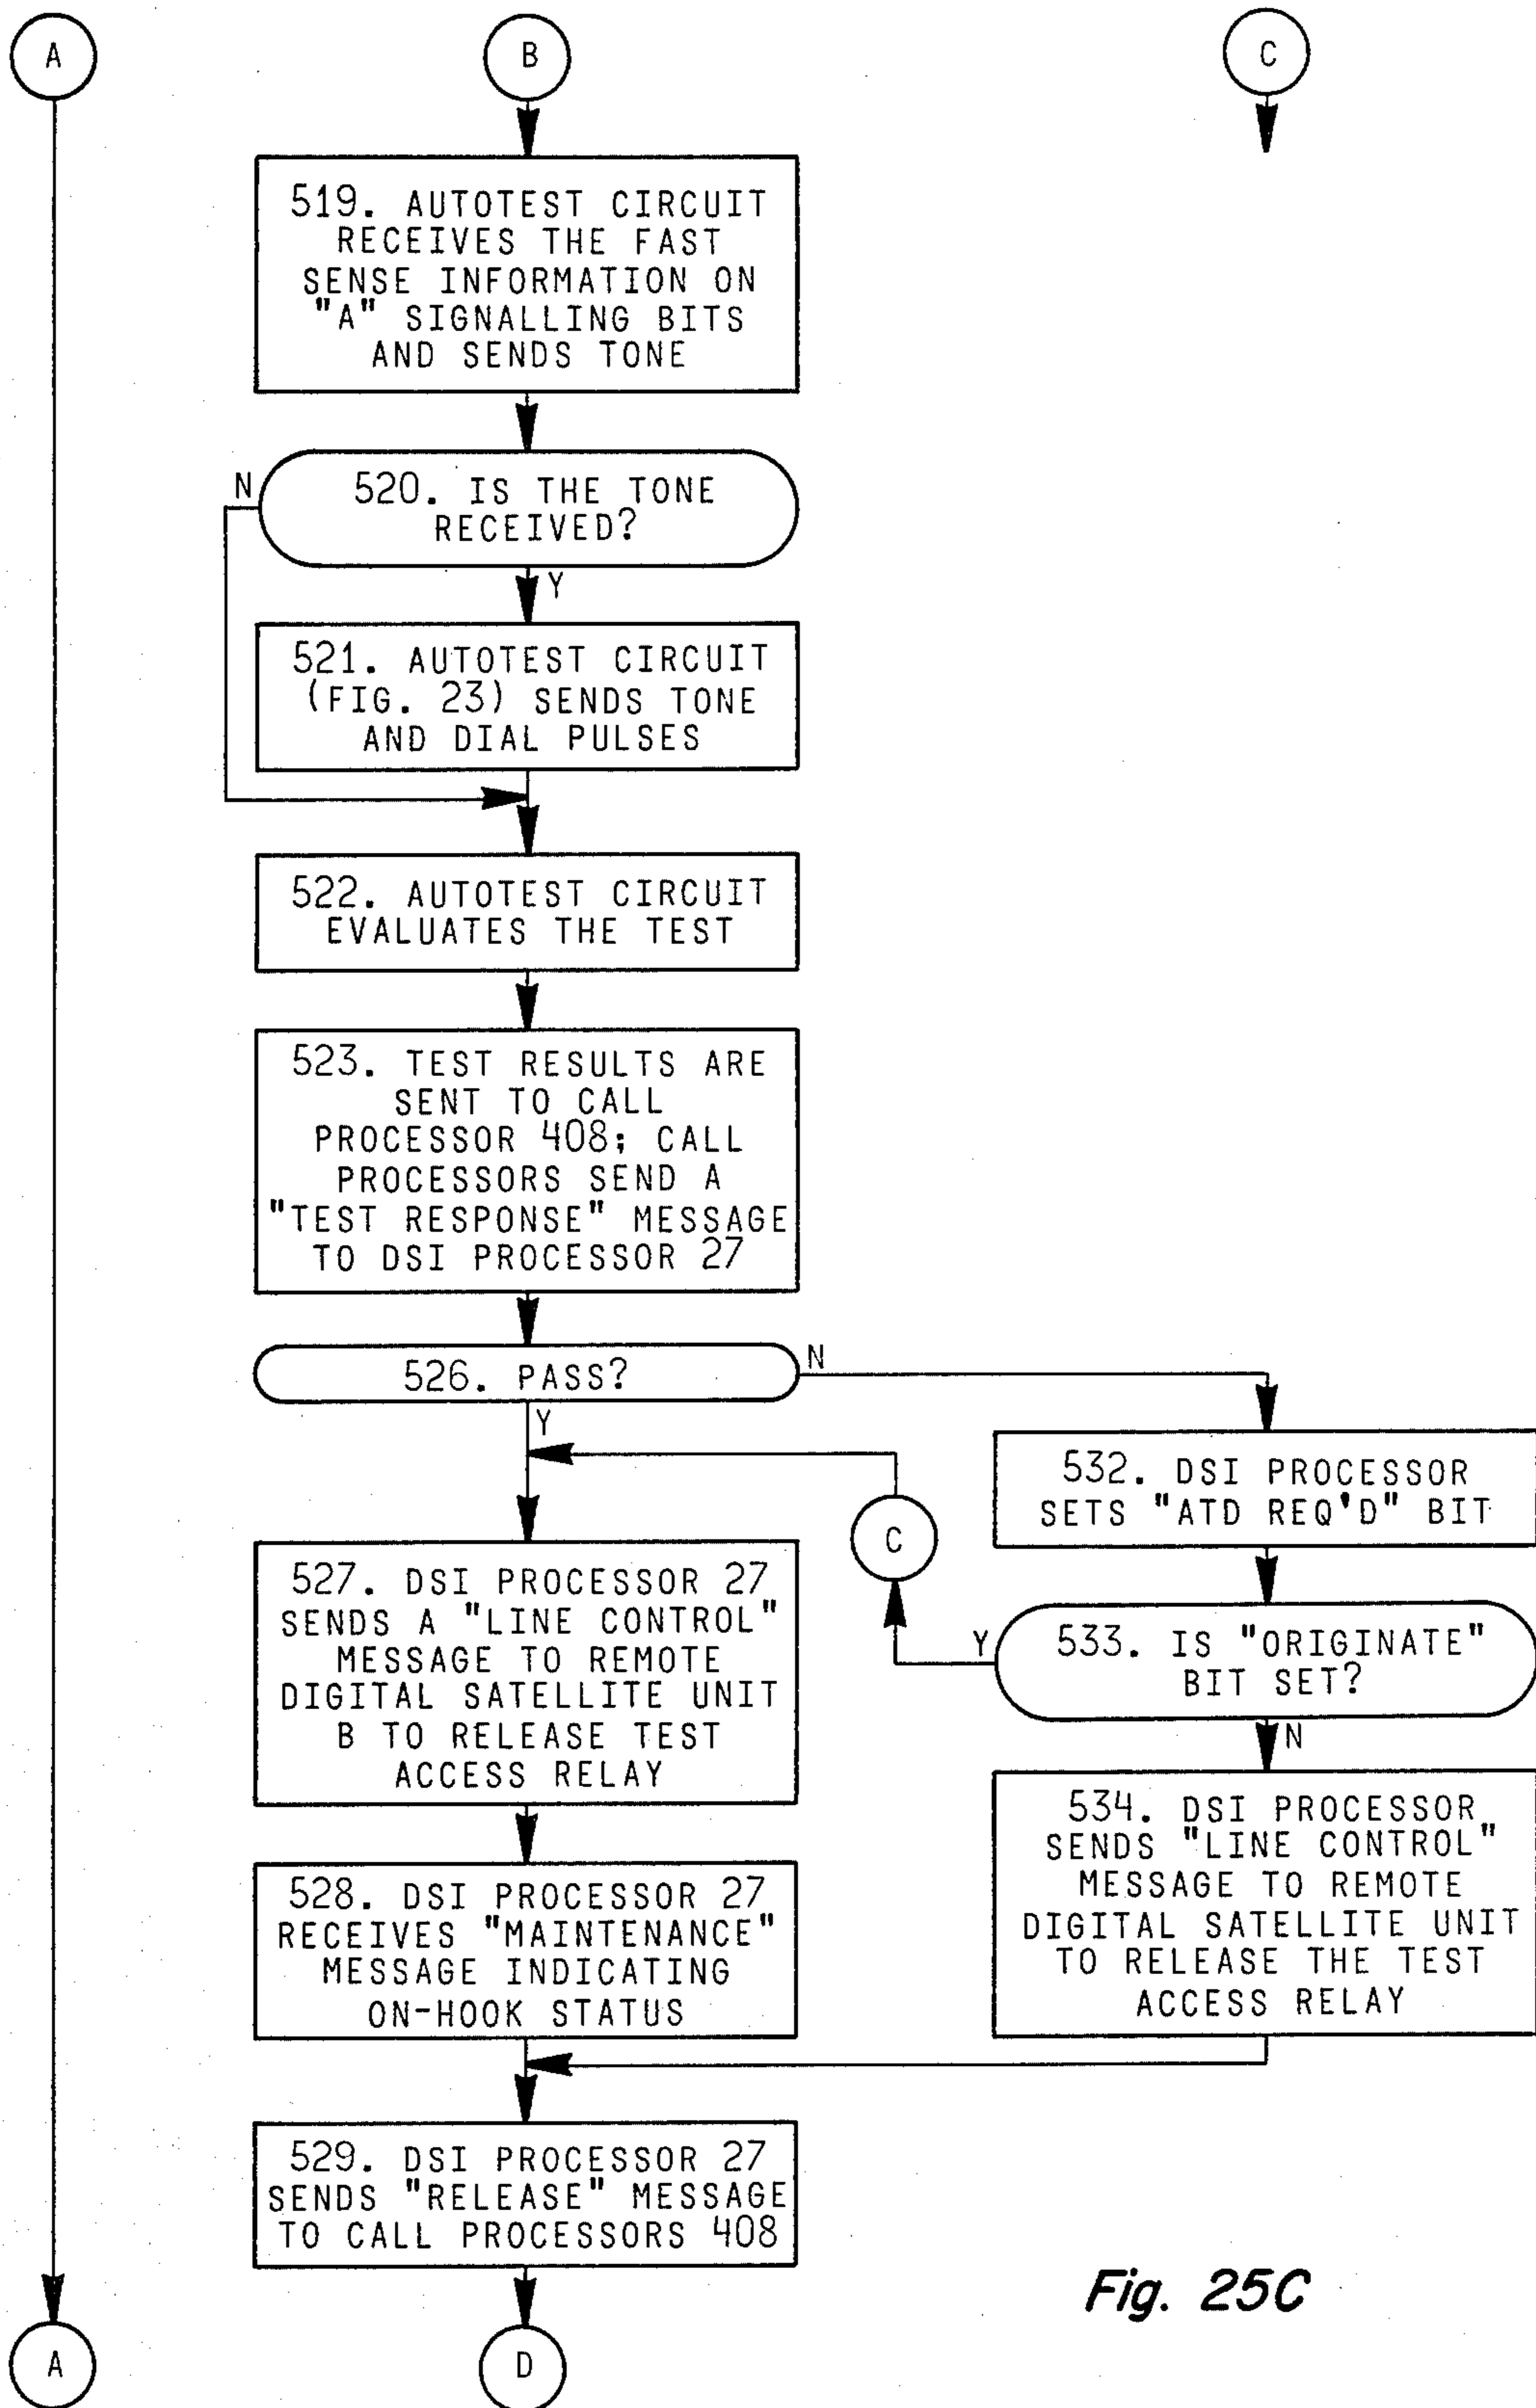 A
B
C
519. AUTOTEST CIRCUIT
RECEIVES THE FAST
SENSE INFORMATION ON
"A" SIGNALLING BITS
AND SENDS TONE
N
520. IS THE TONE
RECEIVED?
Y
521. AUTOTEST CIRCUIT
(FIG. 23) SENDS TONE
AND DIAL PULSES
522. AUTOTEST CIRCUIT
EVALUATES THE TEST
523. TEST RESULTS ARE
SENT TO CALL
PROCESSOR 408; CALL
PROCESSORS SEND A
"TEST RESPONSE" MESSAGE
TO DSI PROCESSOR 27
526. PASS?
N
Y
532. DSI PROCESSOR
SETS "ATD REQ'D" BIT
C
533. IS "ORIGINATE"
BIT SET?
Y
N
527. DSI PROCESSOR 27
SENDS A "LINE CONTROL"
MESSAGE TO REMOTE
DIGITAL SATELLITE UNIT
B TO RELEASE TEST
ACCESS RELAY
534. DSI PROCESSOR
SENDS "LINE CONTROL"
MESSAGE TO REMOTE
DIGITAL SATELLITE UNIT
TO RELEASE THE TEST
ACCESS RELAY
528. DSI PROCESSOR 27
RECEIVES "MAINTENANCE"
MESSAGE INDICATING
ON-HOOK STATUS
529. DSI PROCESSOR 27
SENDS "RELEASE" MESSAGE
TO CALL PROCESSORS 408
Fig. 25C
A
D